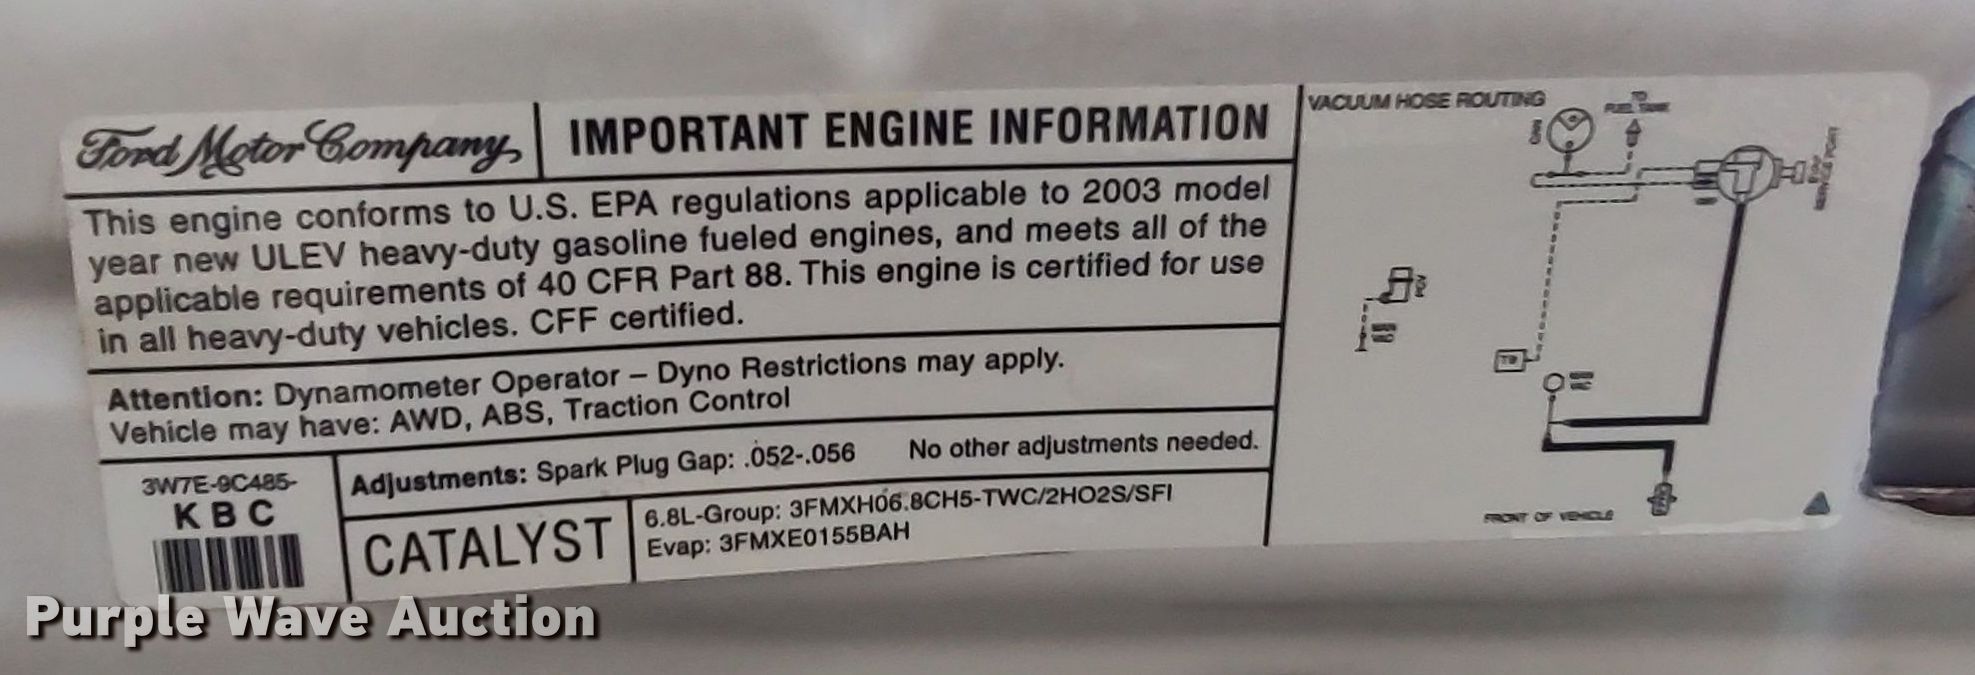 Ford Motor Company
IMPORTANT ENGINE INFORMATION
This engine conforms to U.S. EPA regulations applicable to 2003 model
year new ULEV heavy-duty gasoline fueled engines, and meets all of the
applicable requirements of 40 CFR Part 88. This engine is certified for use
in all heavy-duty vehicles. CFF certified.
Attention: Dynamometer Operator – Dyno Restrictions may apply.
Vehicle may have: AWD, ABS, Traction Control
3W7E-9C485-
KBC
Adjustments: Spark Plug Gap: .052-.056 No other adjustments needed.
CATALYST
6.8L-Group: 3FMXH06.8CH5-TWC/2HO2S/SFI
Evap: 3FMXE0155BAH
VACUUM HOSE ROUTING
TO
FUEL TANK
SERVICE PORT
TB
FRONT OF VEHICLE
Purple Wave Auction